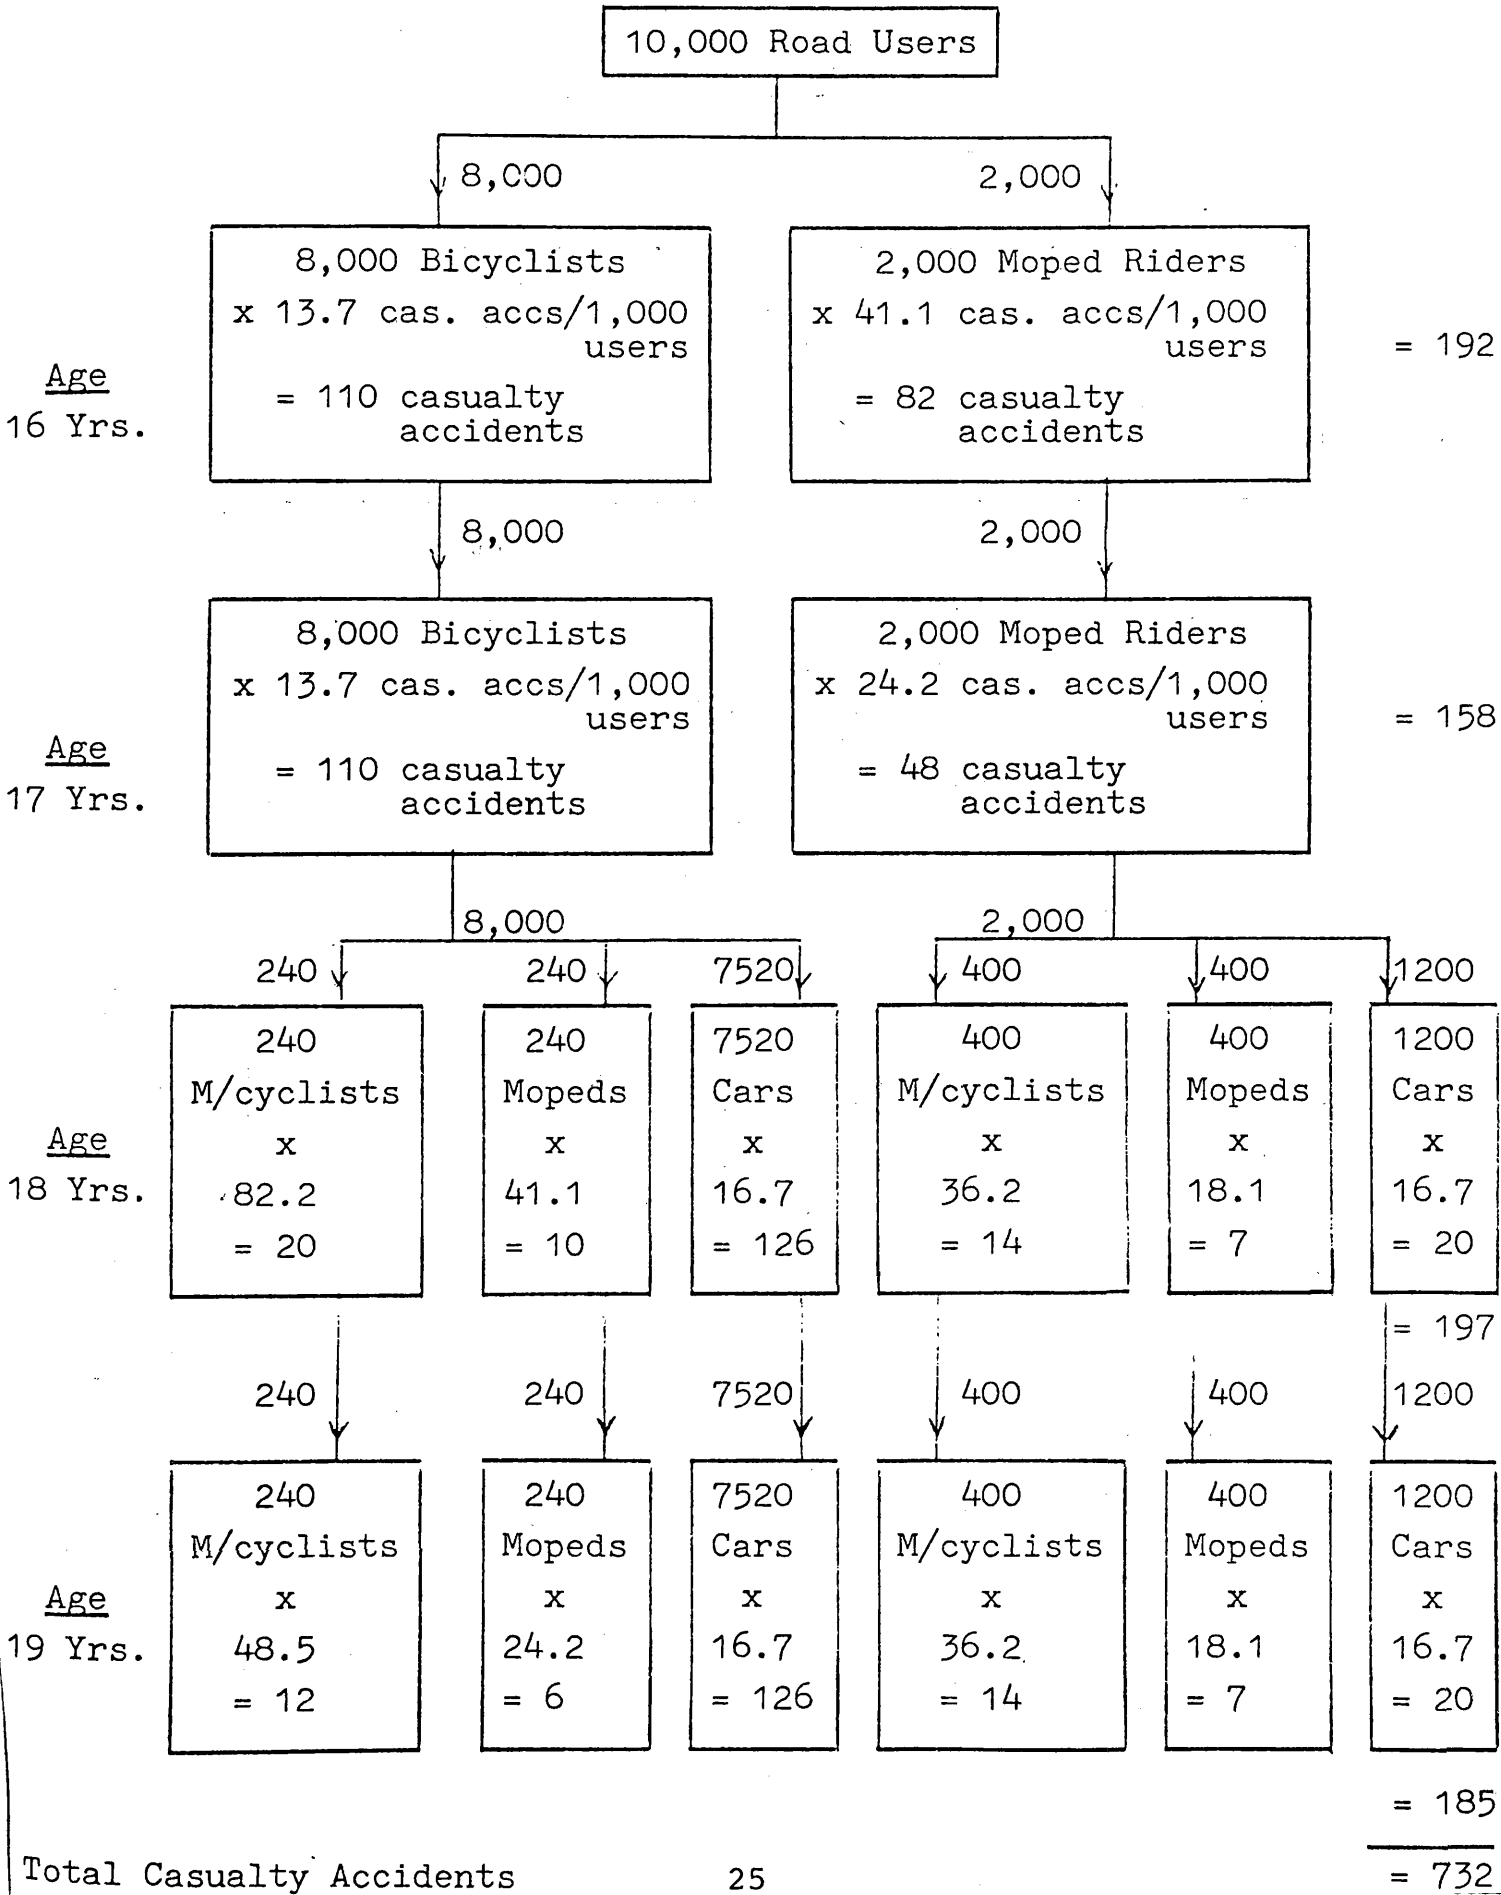 10,000 Road Users
8,000 2,000
8,000 Bicyclists
x 13.7 cas. accs/1,000
users
= 110 casualty
accidents
2,000 Moped Riders
x 41.1 cas. accs/1,000
users
= 82 casualty
accidents
= 192
Age
16 Yrs.
8,000 2,000
8,000 Bicyclists
x 13.7 cas. accs/1,000
users
= 110 casualty
accidents
2,000 Moped Riders
x 24.2 cas. accs/1,000
users
= 48 casualty
accidents
= 158
Age
17 Yrs.
8,000 2,000
240 240 7520 400 400 1200
Age
18 Yrs.
240
M/cyclists
x
82.2
= 20
240
Mopeds
x
41.1
= 10
7520
Cars
x
16.7
= 126
400
M/cyclists
x
36.2
= 14
400
Mopeds
x
18.1
= 7
1200
Cars
x
16.7
= 20
= 197
240 240 7520 400 400 1200
Age
19 Yrs.
240
M/cyclists
x
48.5
= 12
240
Mopeds
x
24.2
= 6
7520
Cars
x
16.7
= 126
400
M/cyclists
x
36.2
= 14
400
Mopeds
x
18.1
= 7
1200
Cars
x
16.7
= 20
= 185
Total Casualty Accidents 25 = 732